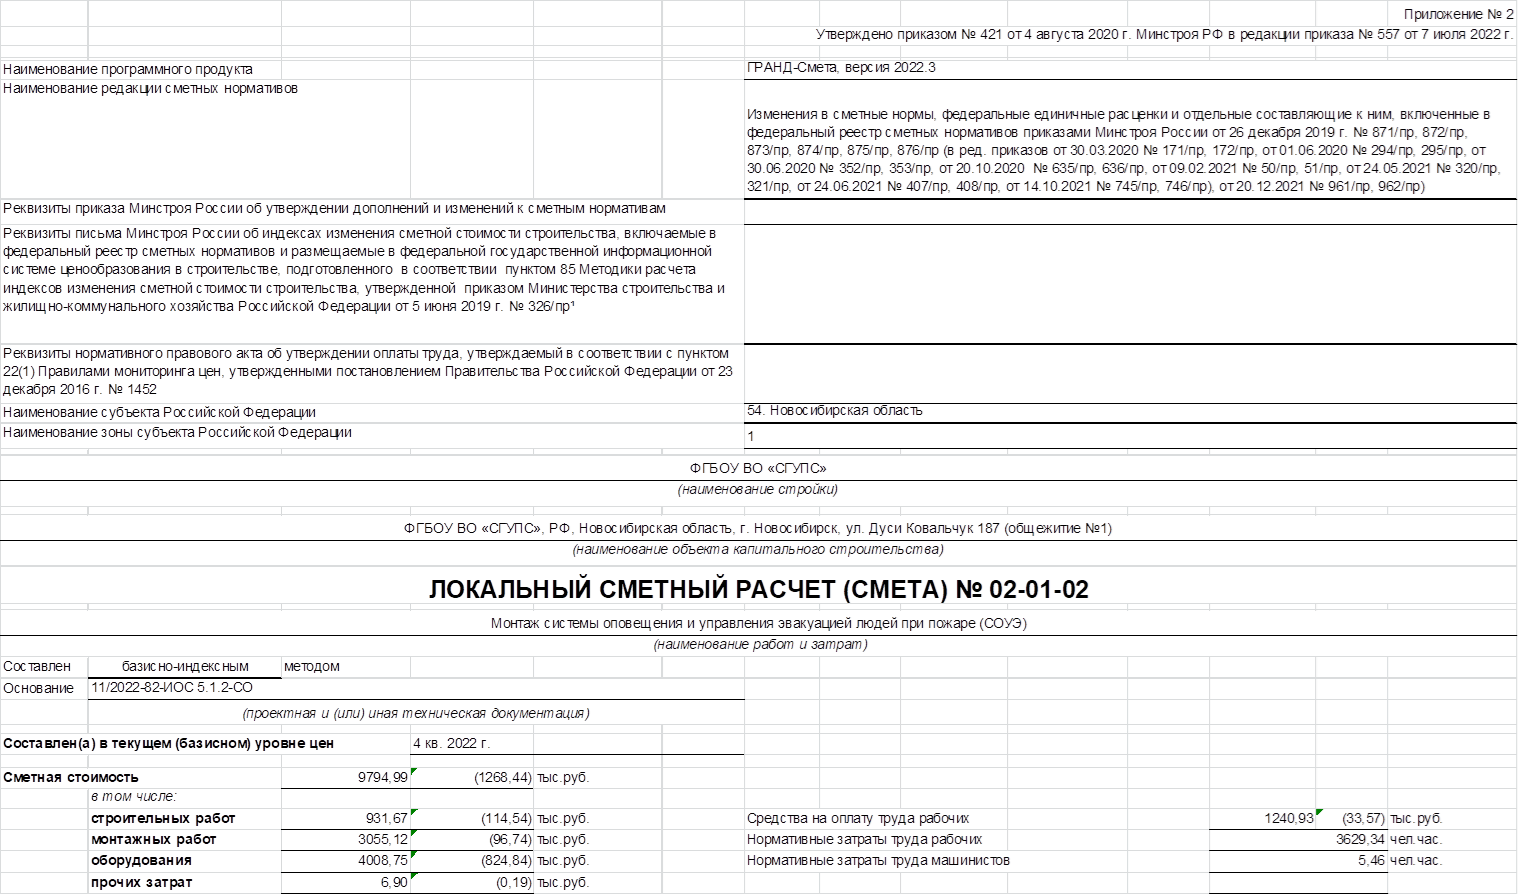 Приложение № 2
Утверждено приказом № 421 от 4 августа 2020 г. Минстроя РФ в редакции приказа № 557 от 7 июля 2022 г.
Наименование программного продукта
ГРАНД-Смета, версия 2022.3
Наименование редакции сметных нормативов
Изменения в сметные нормы, федеральные единичные расценки и отдельные составляющие к ним, включенные в
федеральный реестр сметных нормативов приказами Минстроя России от 26 декабря 2019 г. № 871/пр, 872/пр,
873/пр, 874/пр, 875/пр, 876/пр (в ред. приказов от 30.03.2020 № 171/пр, 172/пр, от 01.06.2020 № 294/пр, 295/пр, от
30.06.2020 № 352/пр, 353/пр, от 20.10.2020 № 635/пр, 636/пр, от 09.02.2021 № 50/пр, 51/пр, от 24.05.2021 № 320/пр,
321/пр, от 24.06.2021 № 407/пр, 408/пр, от 14.10.2021 № 745/пр, 746/пр), от 20.12.2021 № 961/пр, 962/пр)
Реквизиты приказа Минстроя России об утверждении дополнений и изменений к сметным нормативам
Реквизиты письма Минстроя России об индексах изменения сметной стоимости строительства, включаемые в
федеральный реестр сметных нормативов и размещаемые в федеральной государственной информационной
системе ценообразования в строительстве, подготовленного в соответствии пунктом 85 Методики расчета
индексов изменения сметной стоимости строительства, утвержденной приказом Министерства строительства и
жилищно-коммунального хозяйства Российской Федерации от 5 июня 2019 г. № 326/пр¹
Реквизиты нормативного правового акта об утверждении оплаты труда, утверждаемый в соответствии с пунктом
22(1) Правилами мониторинга цен, утвержденными постановлением Правительства Российской Федерации от 23
декабря 2016 г. № 1452
Наименование субъекта Российской Федерации
54. Новосибирская область
Наименование зоны субъекта Российской Федерации
1
ФГБОУ ВО «СГУПС»
(наименование стройки)
ФГБОУ ВО «СГУПС», РФ, Новосибирская область, г. Новосибирск, ул. Дуси Ковальчук 187 (общежитие №1)
(наименование объекта капитального строительства)
ЛОКАЛЬНЫЙ СМЕТНЫЙ РАСЧЕТ (СМЕТА) № 02-01-02
Монтаж системы оповещения и управления эвакуацией людей при пожаре (СОУЭ)
(наименование работ и затрат)
Составлен базисно-индексным методом
Основание 11/2022-82-ИОС 5.1.2-СО
(проектная и (или) иная техническая документация)
Составлен(а) в текущем (базисном) уровне цен 4 кв. 2022 г.
Сметная стоимость 9794,99 (1268,44) тыс.руб.
в том числе:
строительных работ 931,67 (114,54) тыс.руб. Средства на оплату труда рабочих 1240,93 (33,57) тыс.руб.
монтажных работ 3055,12 (96,74) тыс.руб. Нормативные затраты труда рабочих 3629,34 чел.час.
оборудования 4008,75 (824,84) тыс.руб. Нормативные затраты труда машинистов 5,46 чел.час.
прочих затрат 6,90 (0,19) тыс.руб.